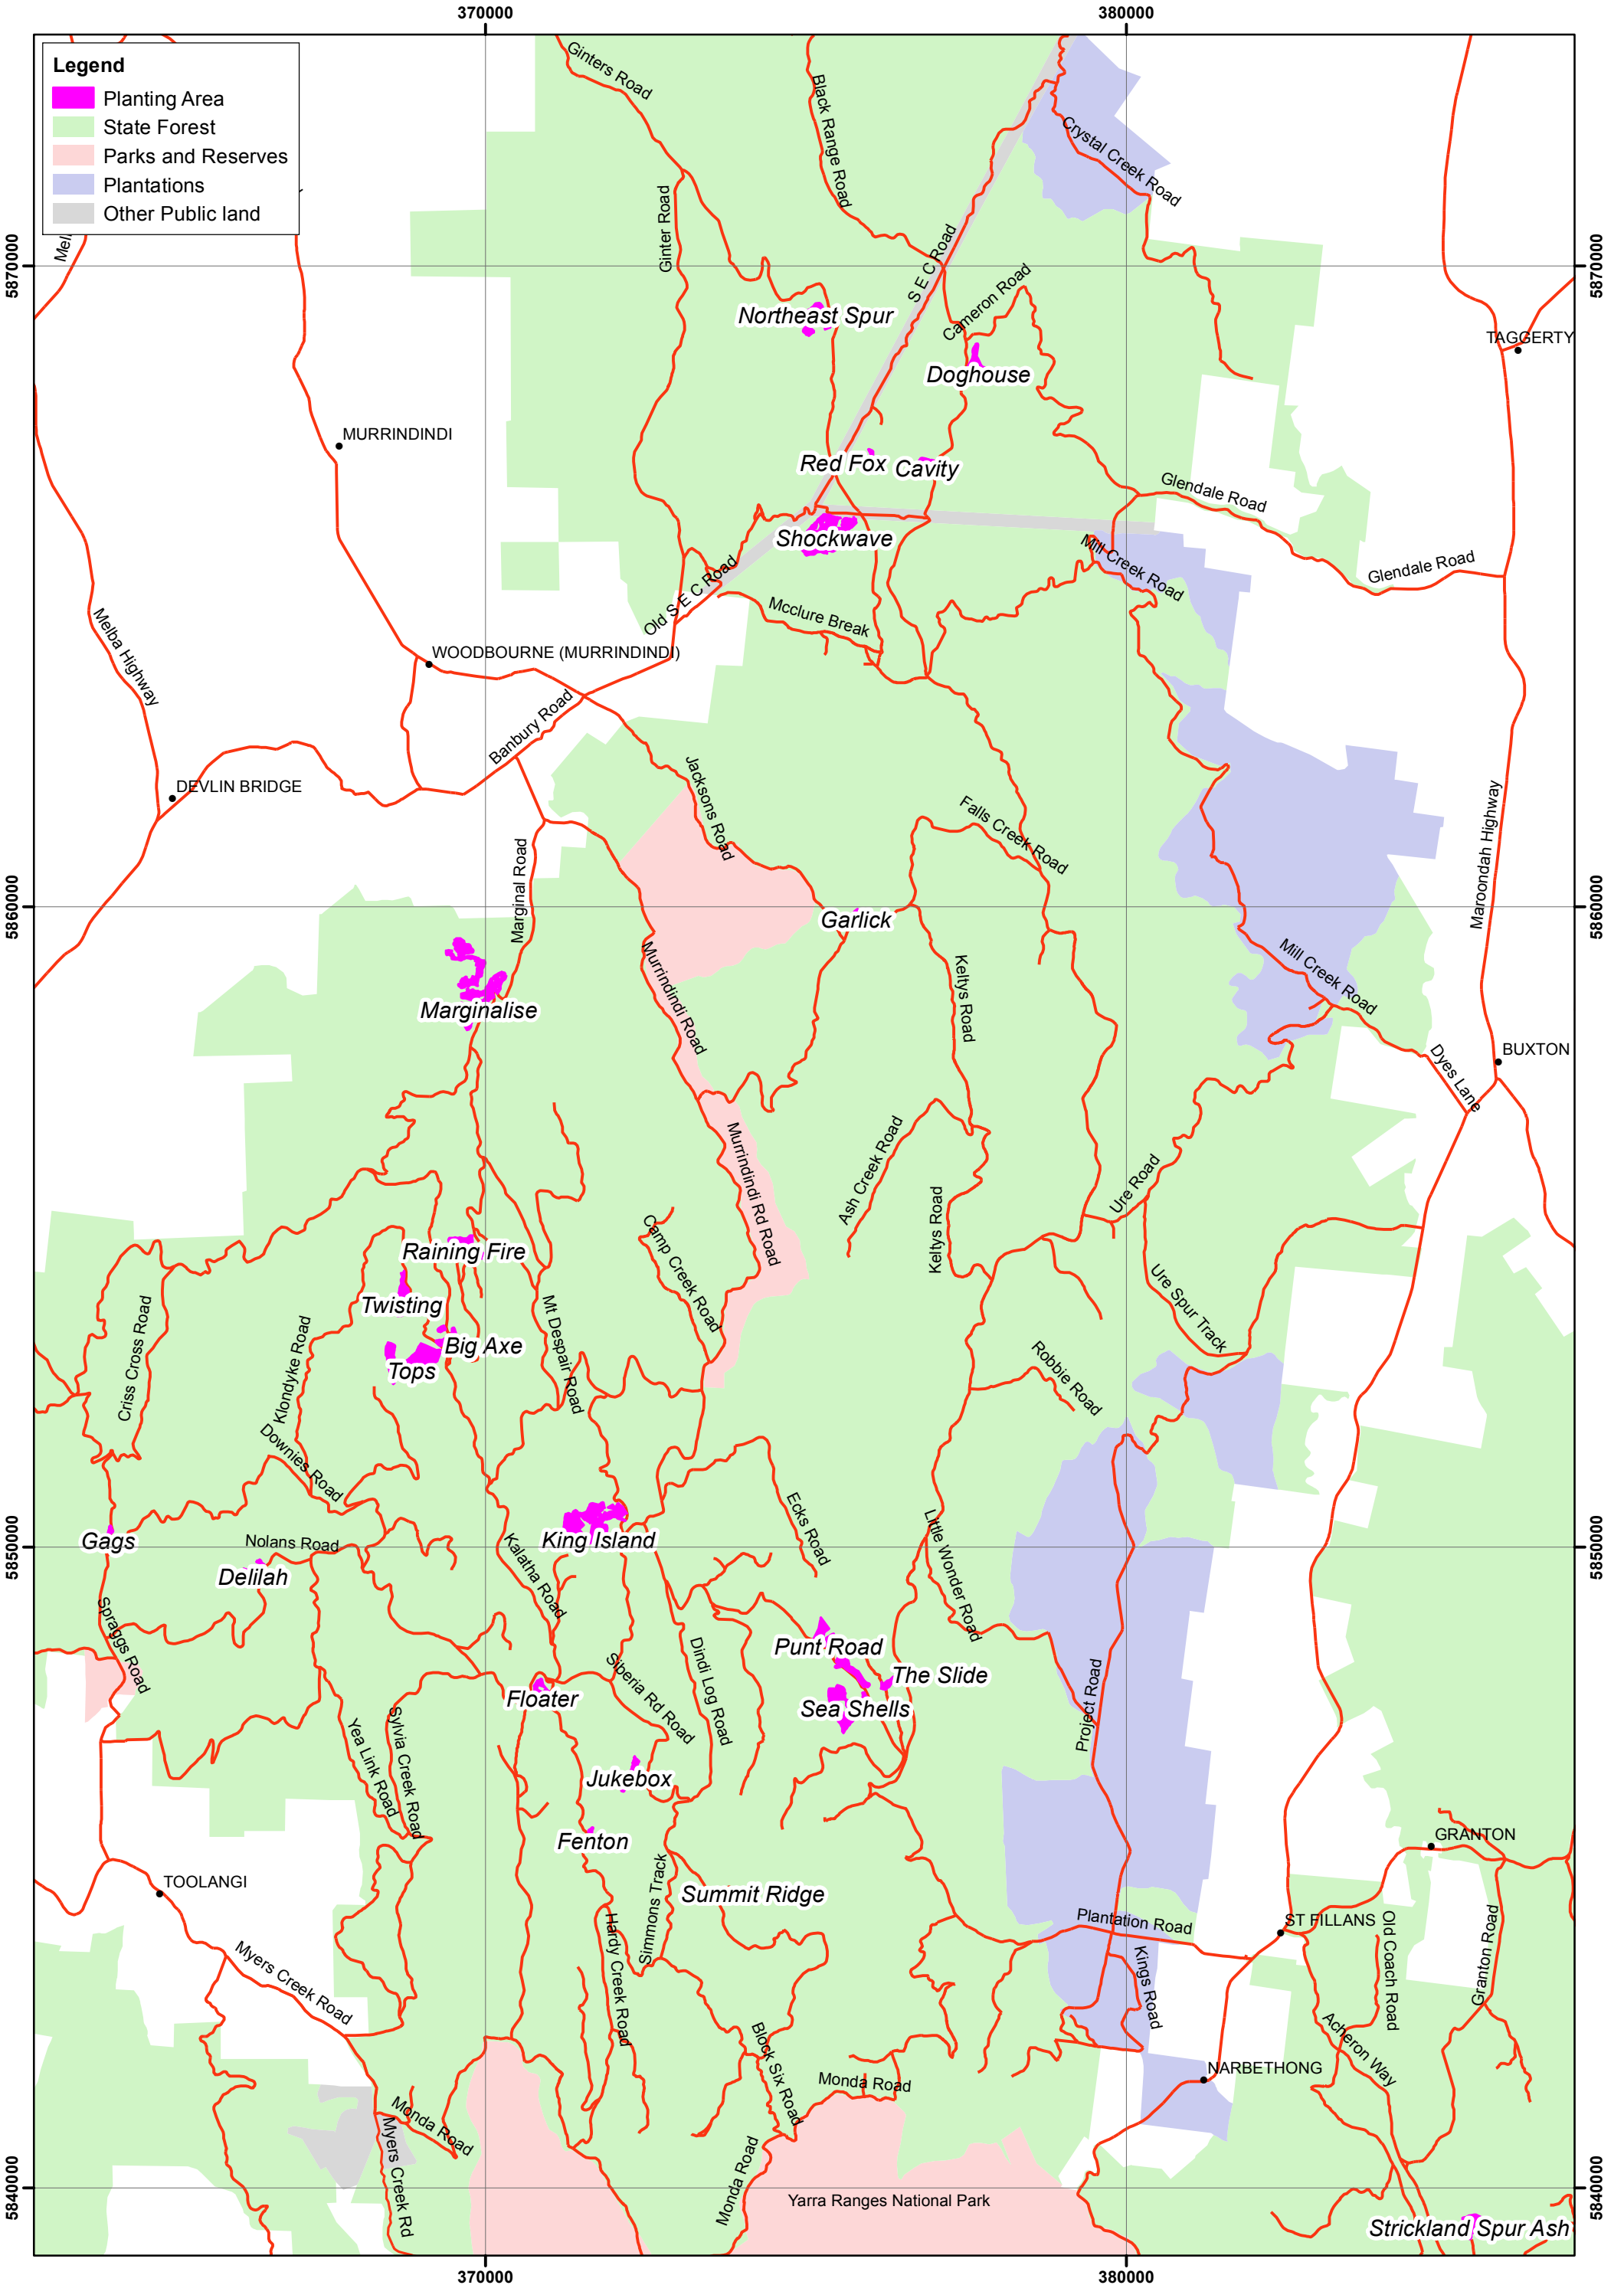 370000
380000
Legend
Planting Area
State Forest
Parks and Reserves
Plantations
Other Public land
Ginters Road
Black Range Road
Crystal Creek Road
Ginter Road
S E C Road
Cameron Road
5870000
5870000
Northeast Spur
TAGGERTY
Doghouse
MURRINDINDI
Red Fox
Cavity
Glendale Road
Shockwave
Mill Creek Road
Glendale Road
Old S E C Road
Mcclure Break
Melba Highway
WOODBOURNE (MURRINDINDI)
Banbury Road
DEVLIN BRIDGE
Jacksons Road
Falls Creek Road
Maroondah Highway
Marginal Road
5860000
5860000
Garlick
Murrindindi Road
Keltys Road
Mill Creek Road
Marginalise
BUXTON
Dyes Lane
Murrindindi Rd Road
Ash Creek Road
Ure Road
Keltys Road
Camp Creek Road
Raining Fire
Twisting
Ure Spur Track
Criss Cross Road
Klondyke Road
Mt Despair Road
Big Axe
Tops
Robbie Road
Downies Road
Ecks Road
Little Wonder Road
Gags
Nolans Road
King Island
5850000
5850000
Delilah
Kalatha Road
Spraggs Road
Punt Road
The Slide
Dindi Log Road
Siberia Rd Road
Floater
Sea Shells
Project Road
Yea Link Road
Sylvia Creek Road
Jukebox
Fenton
GRANTON
TOOLANGI
Simmons Track
Summit Ridge
Plantation Road
ST FILLANS
Old Coach Road
Granton Road
Myers Creek Road
Hardy Creek Road
Kings Road
Block Six Road
Acheron Way
Monda Road
NARBETHONG
Monda Road
Myers Creek Rd
Monda Road
5840000
5840000
Yarra Ranges National Park
Strickland Spur Ash
370000
380000